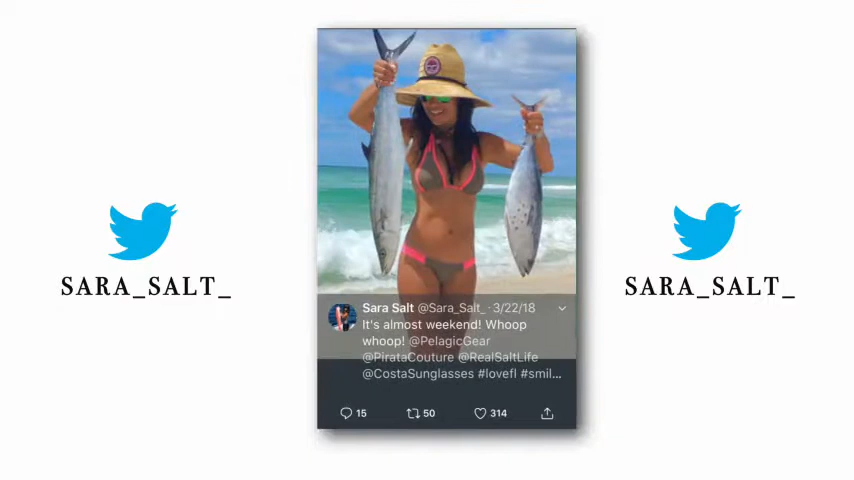 SARA_SALT_
Sara Salt @Sara_Salt_ · 3/22/18
It's almost weekend! Whoop
whoop! @PelagicGear
@PirataCouture @RealSaltLife
@CostaSunglasses #lovefl #smil...
15 50 314
SARA_SALT_